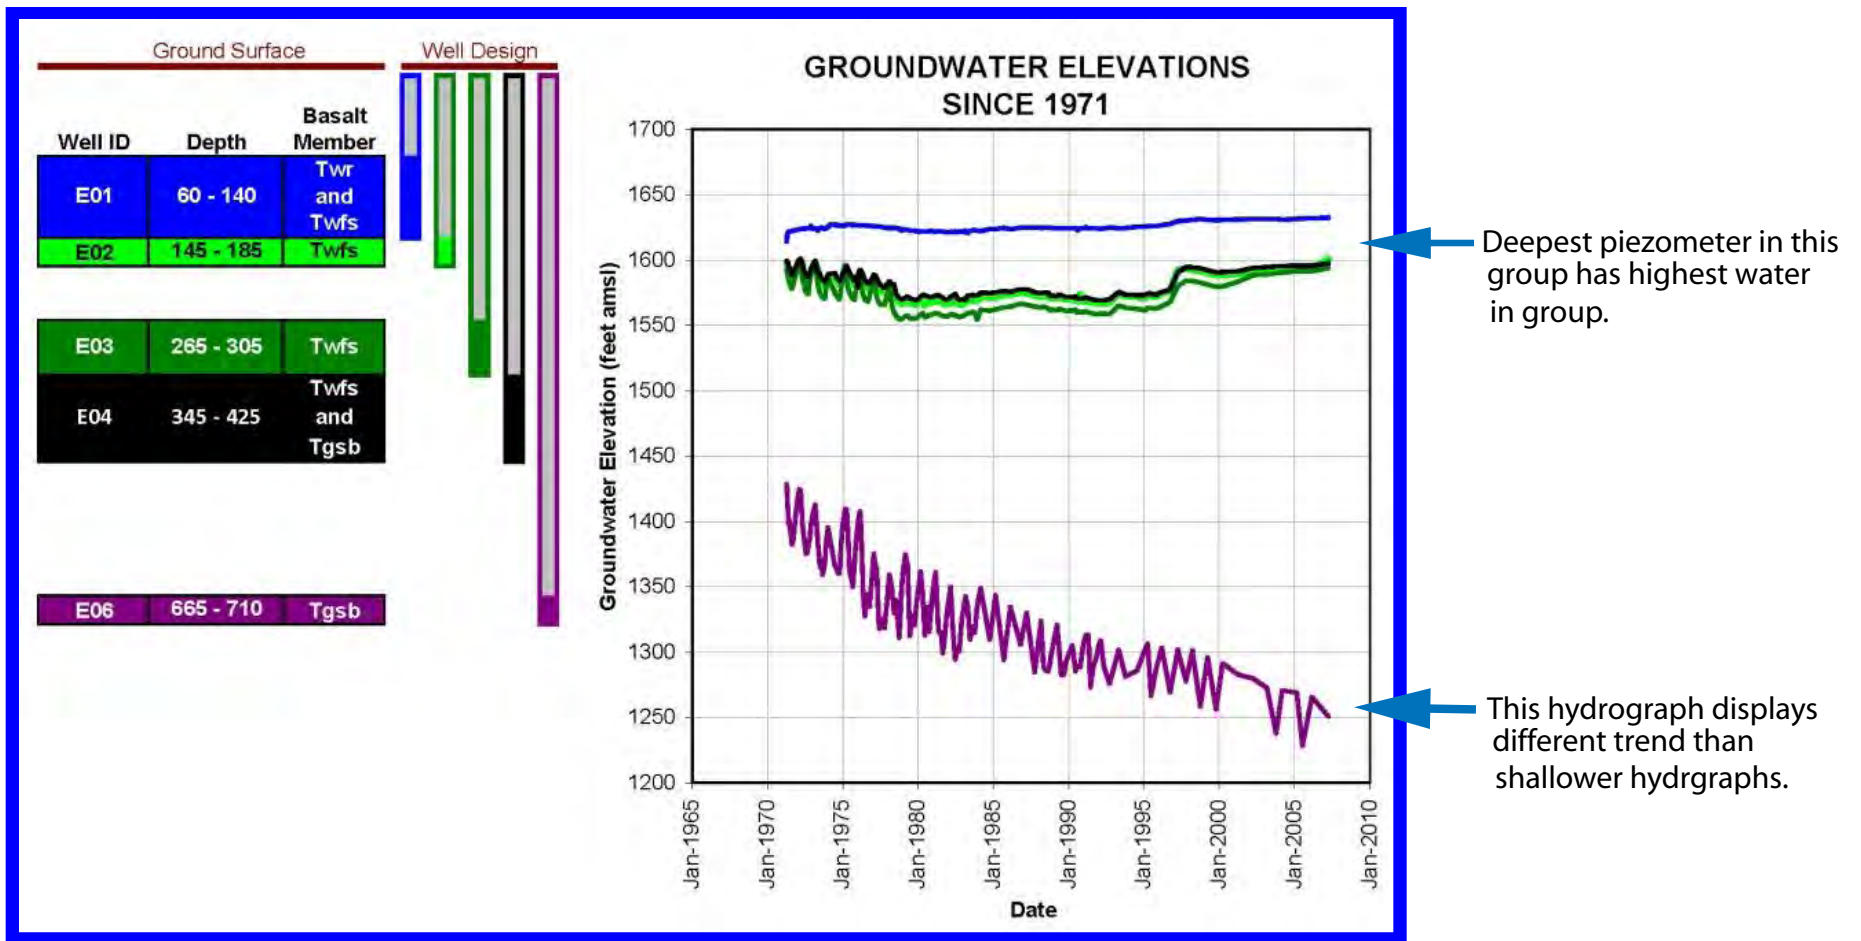 Ground Surface
Well Design
Well ID Depth Basalt Member
E01 60 - 140 Twr and Twfs
E02 145 - 185 Twfs
E03 265 - 305 Twfs
E04 345 - 425 Twfs and Tgsb
E06 665 - 710 Tgsb
GROUNDWATER ELEVATIONS
SINCE 1971
Groundwater Elevation (feet amsl)
1700
1650
1600
1550
1500
1450
1400
1350
1300
1250
1200
Jan-1965
Jan-1970
Jan-1975
Jan-1980
Jan-1985
Jan-1990
Jan-1995
Jan-2000
Jan-2005
Jan-2010
Date
Deepest piezometer in this
group has highest water
in group.
This hydrograph displays
different trend than
shallower hydrgraphs.